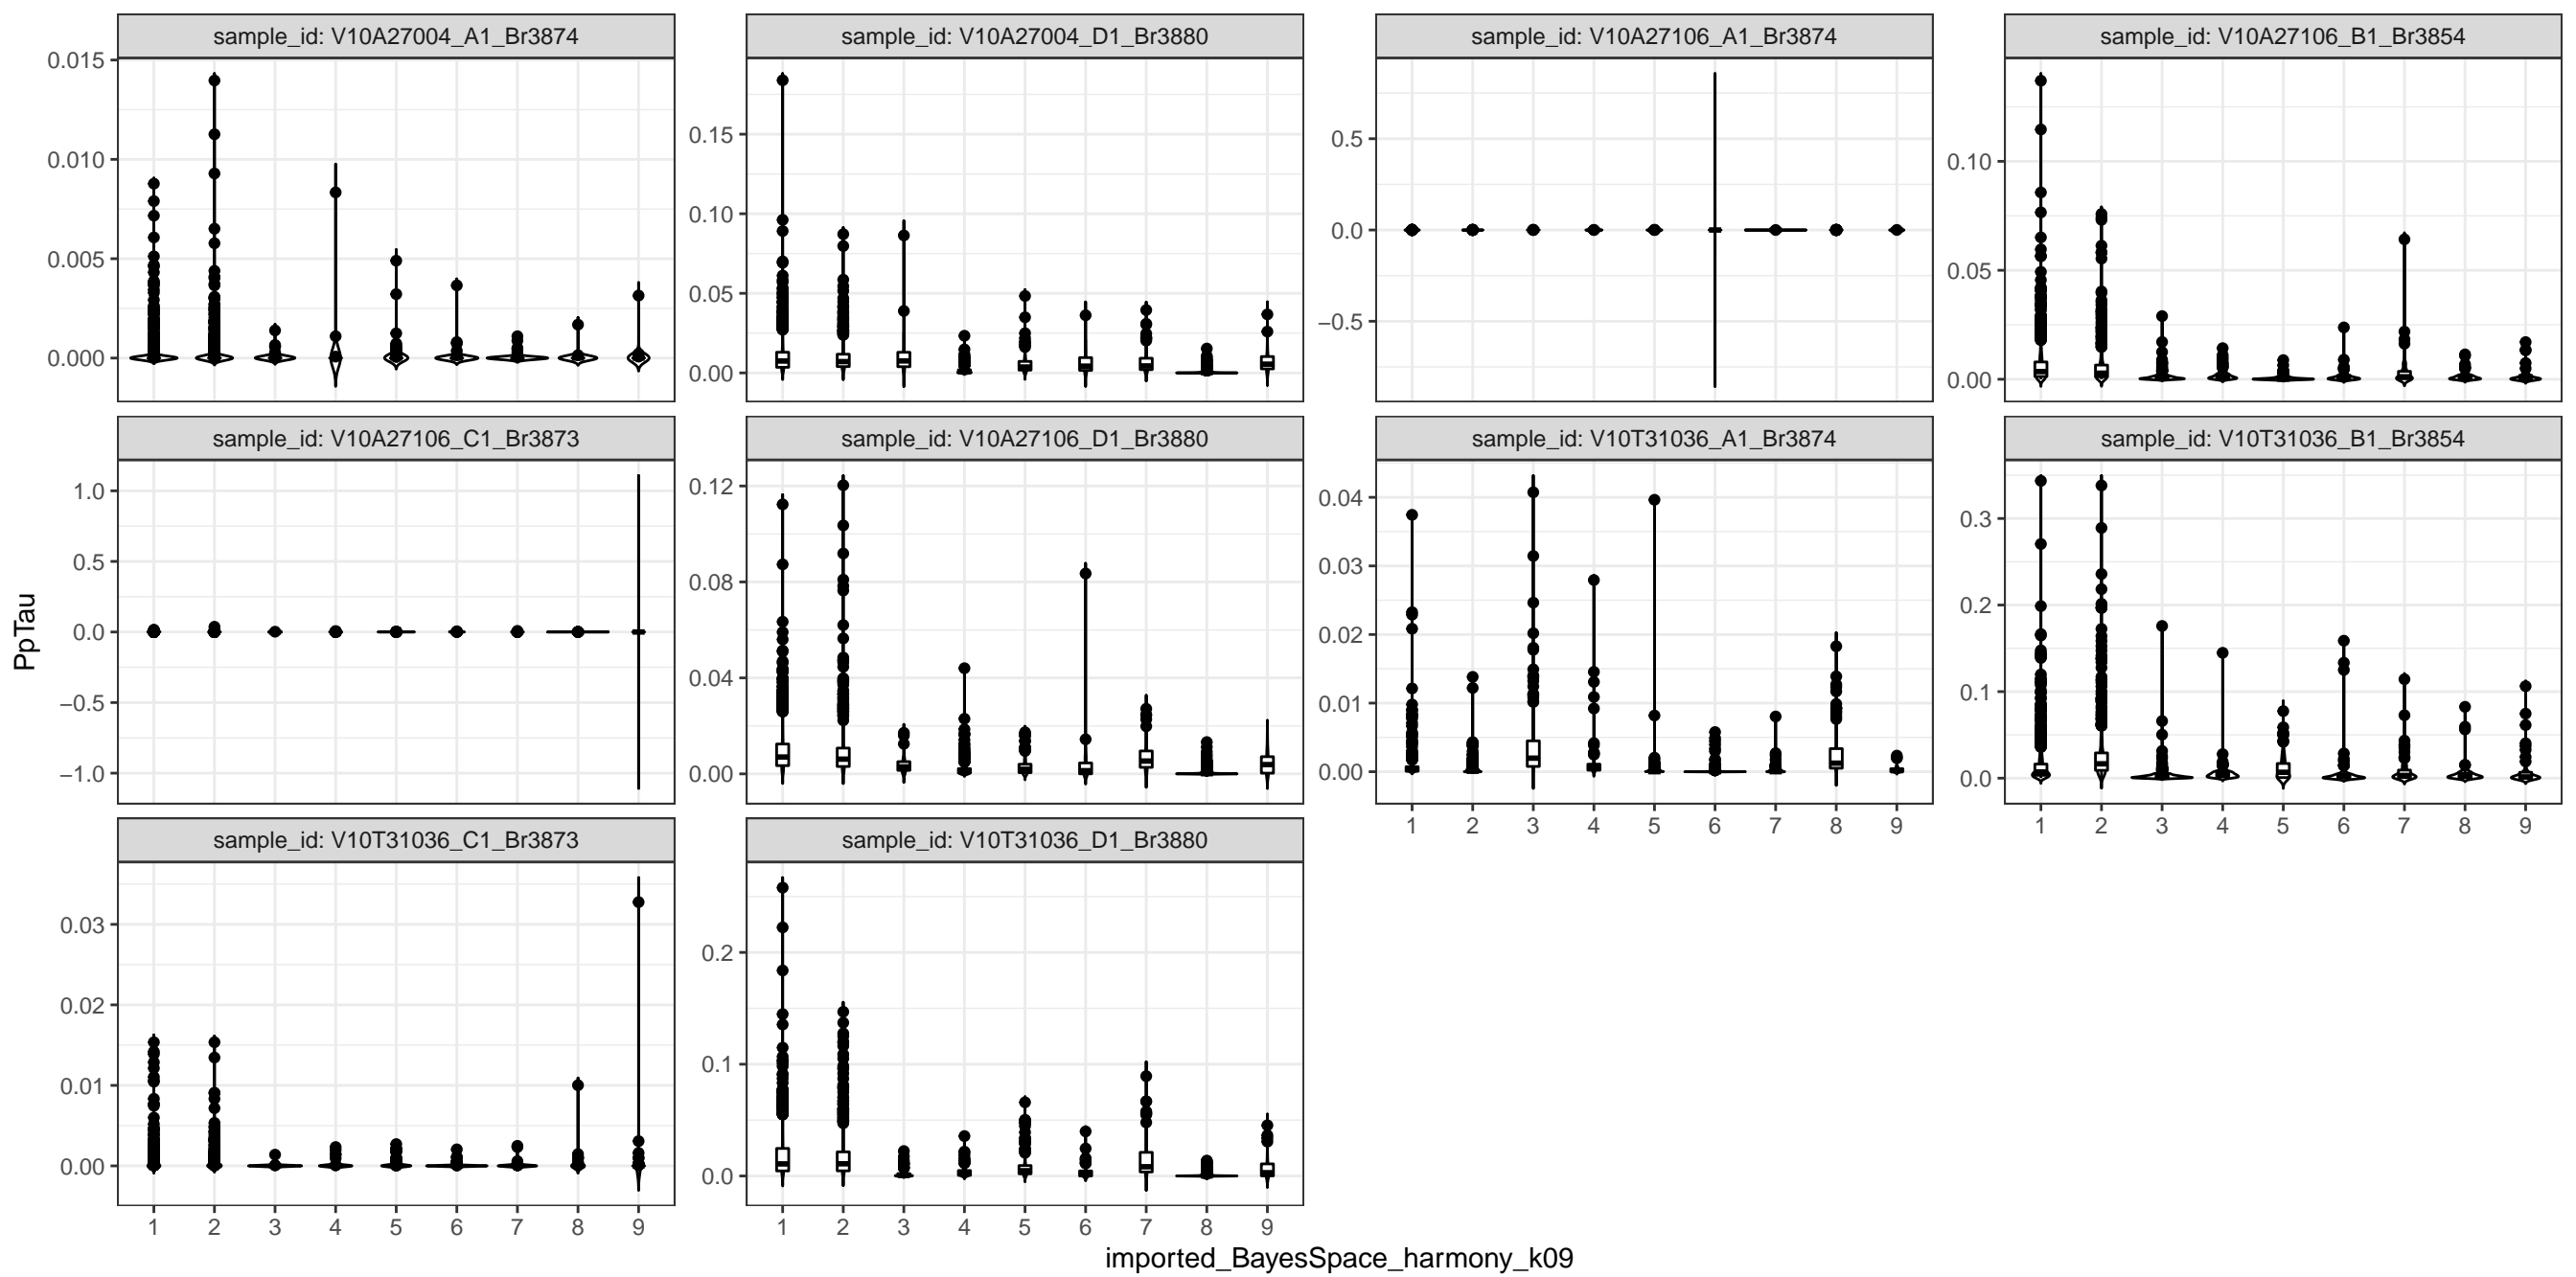 sample_id: V10A27004_A1_Br3874
sample_id: V10A27004_D1_Br3880
sample_id: V10A27106_A1_Br3874
sample_id: V10A27106_B1_Br3854
0.015
0.010
0.005
0.000
0.15
0.10
0.05
0.00
0.5
0.0
−0.5
0.10
0.05
0.00
sample_id: V10A27106_C1_Br3873
sample_id: V10A27106_D1_Br3880
sample_id: V10T31036_A1_Br3874
sample_id: V10T31036_B1_Br3854
1.0
0.5
0.0
−0.5
−1.0
0.12
0.08
0.04
0.00
0.04
0.03
0.02
0.01
0.00
0.3
0.2
0.1
0.0
1 2 3 4 5 6 7 8 9
1 2 3 4 5 6 7 8 9
PpTau
sample_id: V10T31036_C1_Br3873
sample_id: V10T31036_D1_Br3880
0.03
0.02
0.01
0.00
0.2
0.1
0.0
1 2 3 4 5 6 7 8 9
1 2 3 4 5 6 7 8 9
imported_BayesSpace_harmony_k09